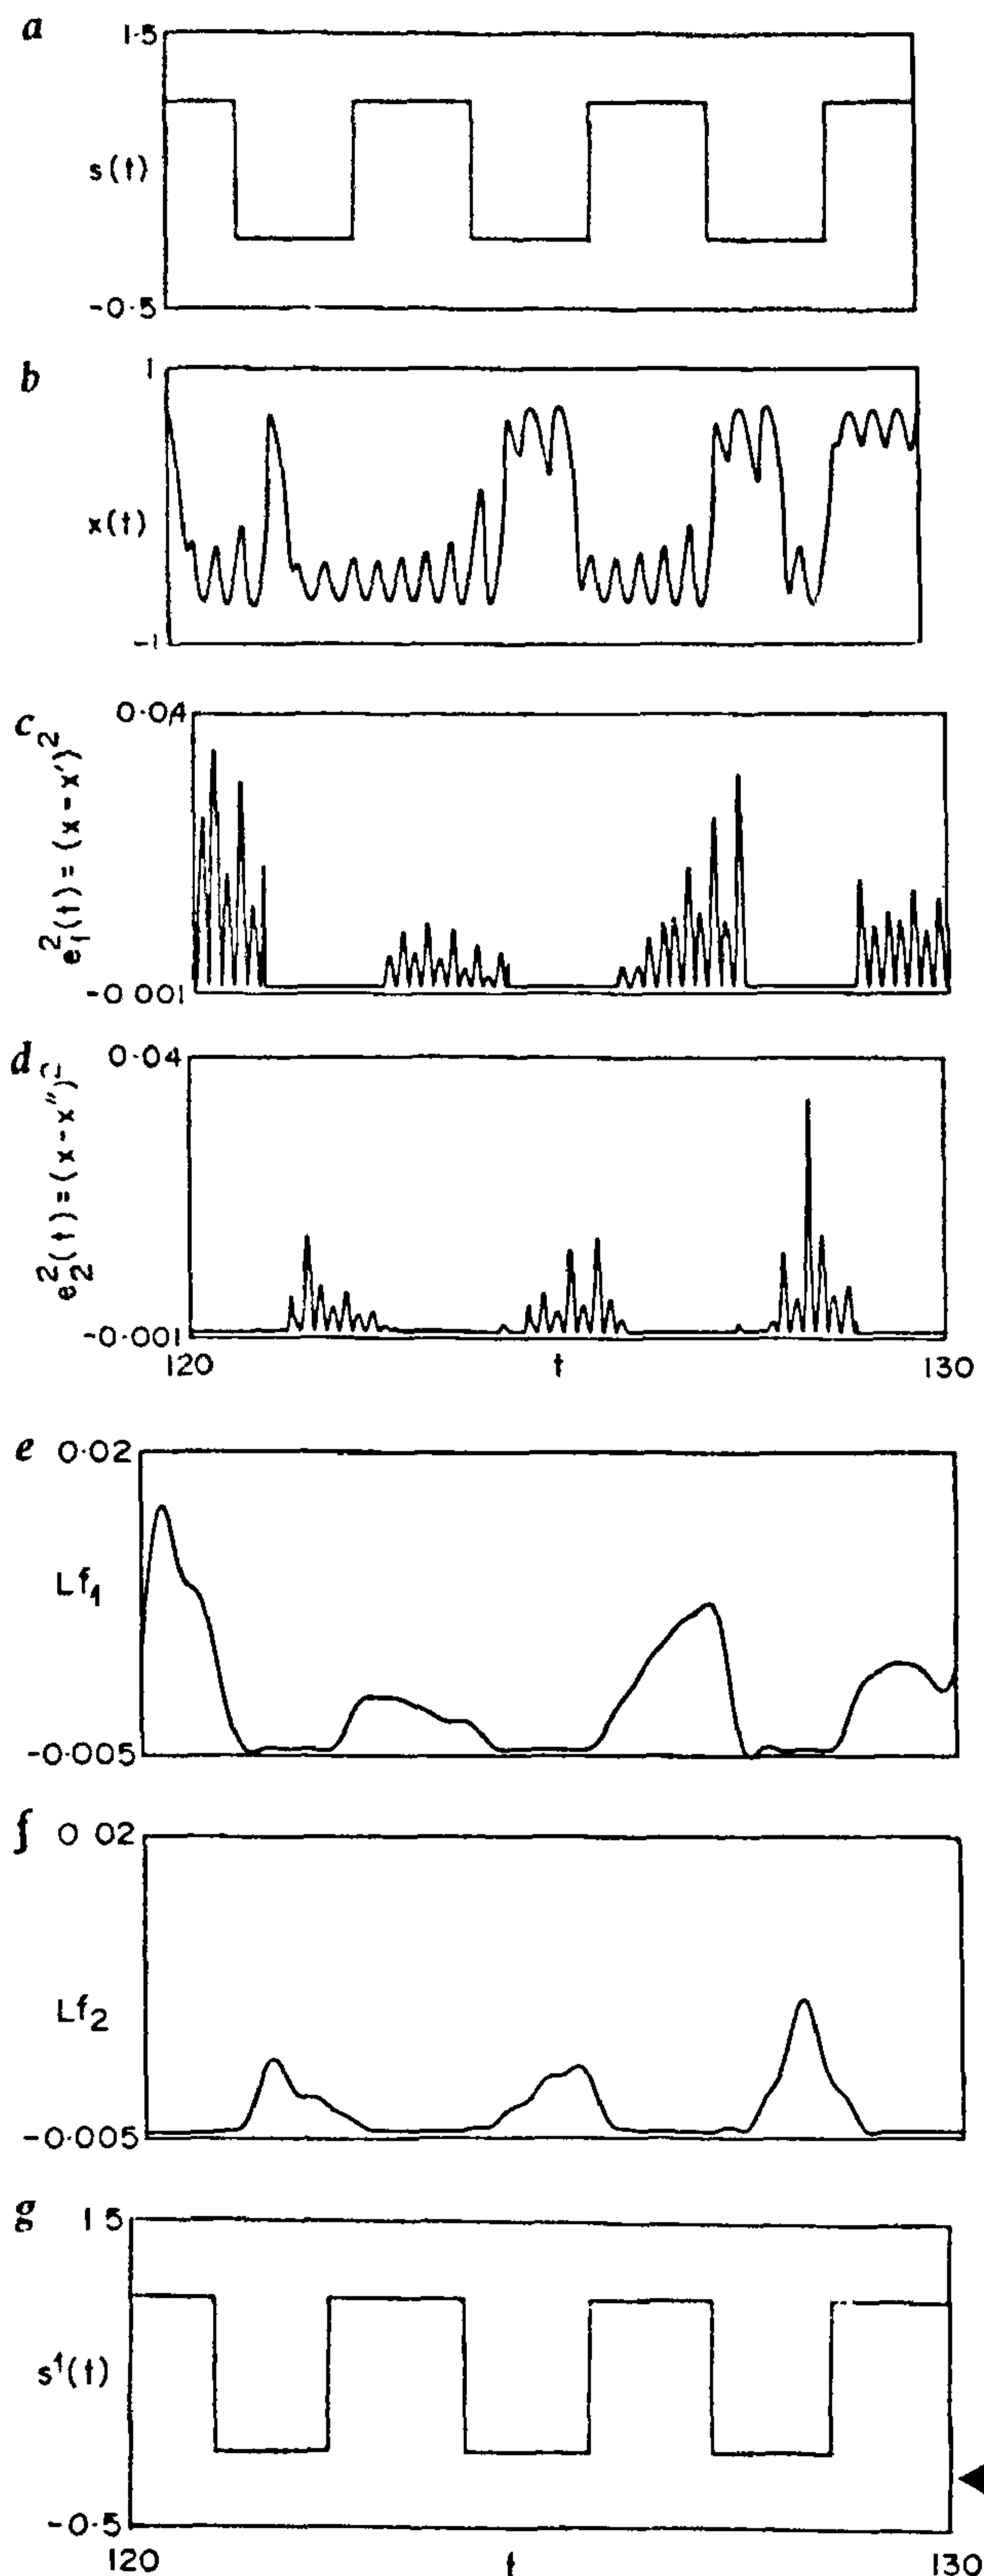 a
1·5
s(t)
-0·5
b
1
x(t)
-1
c
0·04
e₁²(t)=(x-x')²
-0 001
d
0·04
e₂²(t)=(x-x'')²
-0·001
120 t 130
e
0·02
Lf₁
-0·005
f
0 02
Lf₂
-0·005
g
1 5
s¹(t)
-0·5
120 t 130